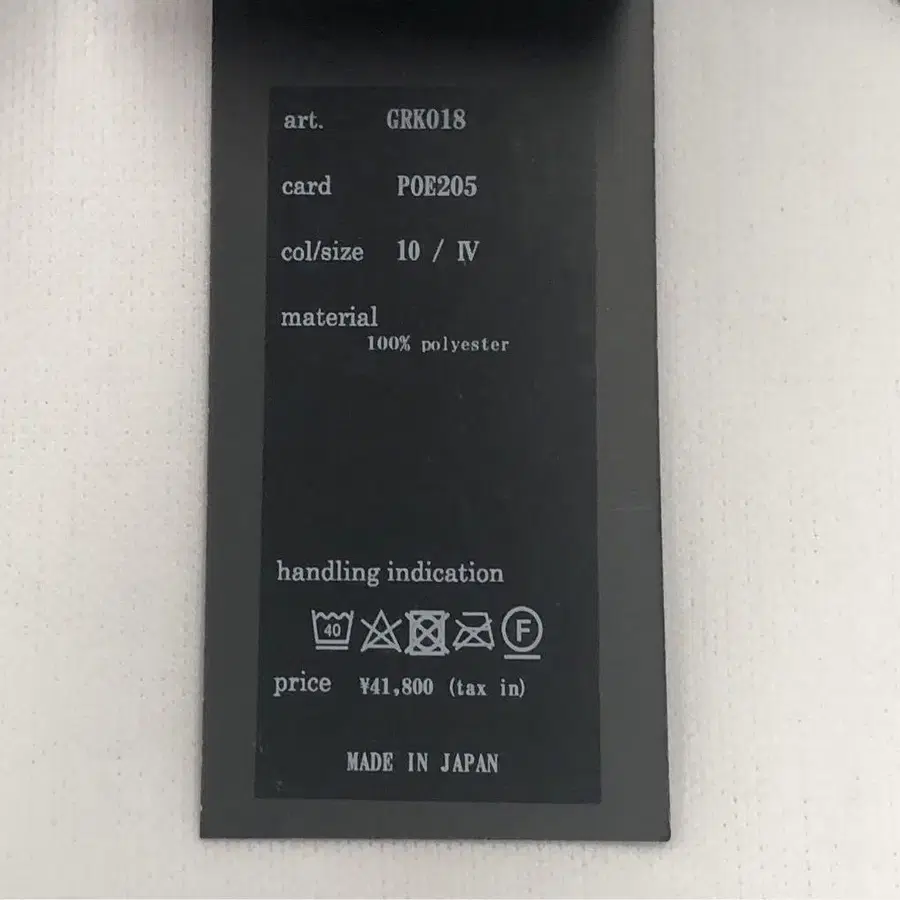 art. GRK018
card POE205
col/size 10 / Ⅳ
material
100% polyester
handling indication
40 F
price ¥41,800 (tax in)
MADE IN JAPAN